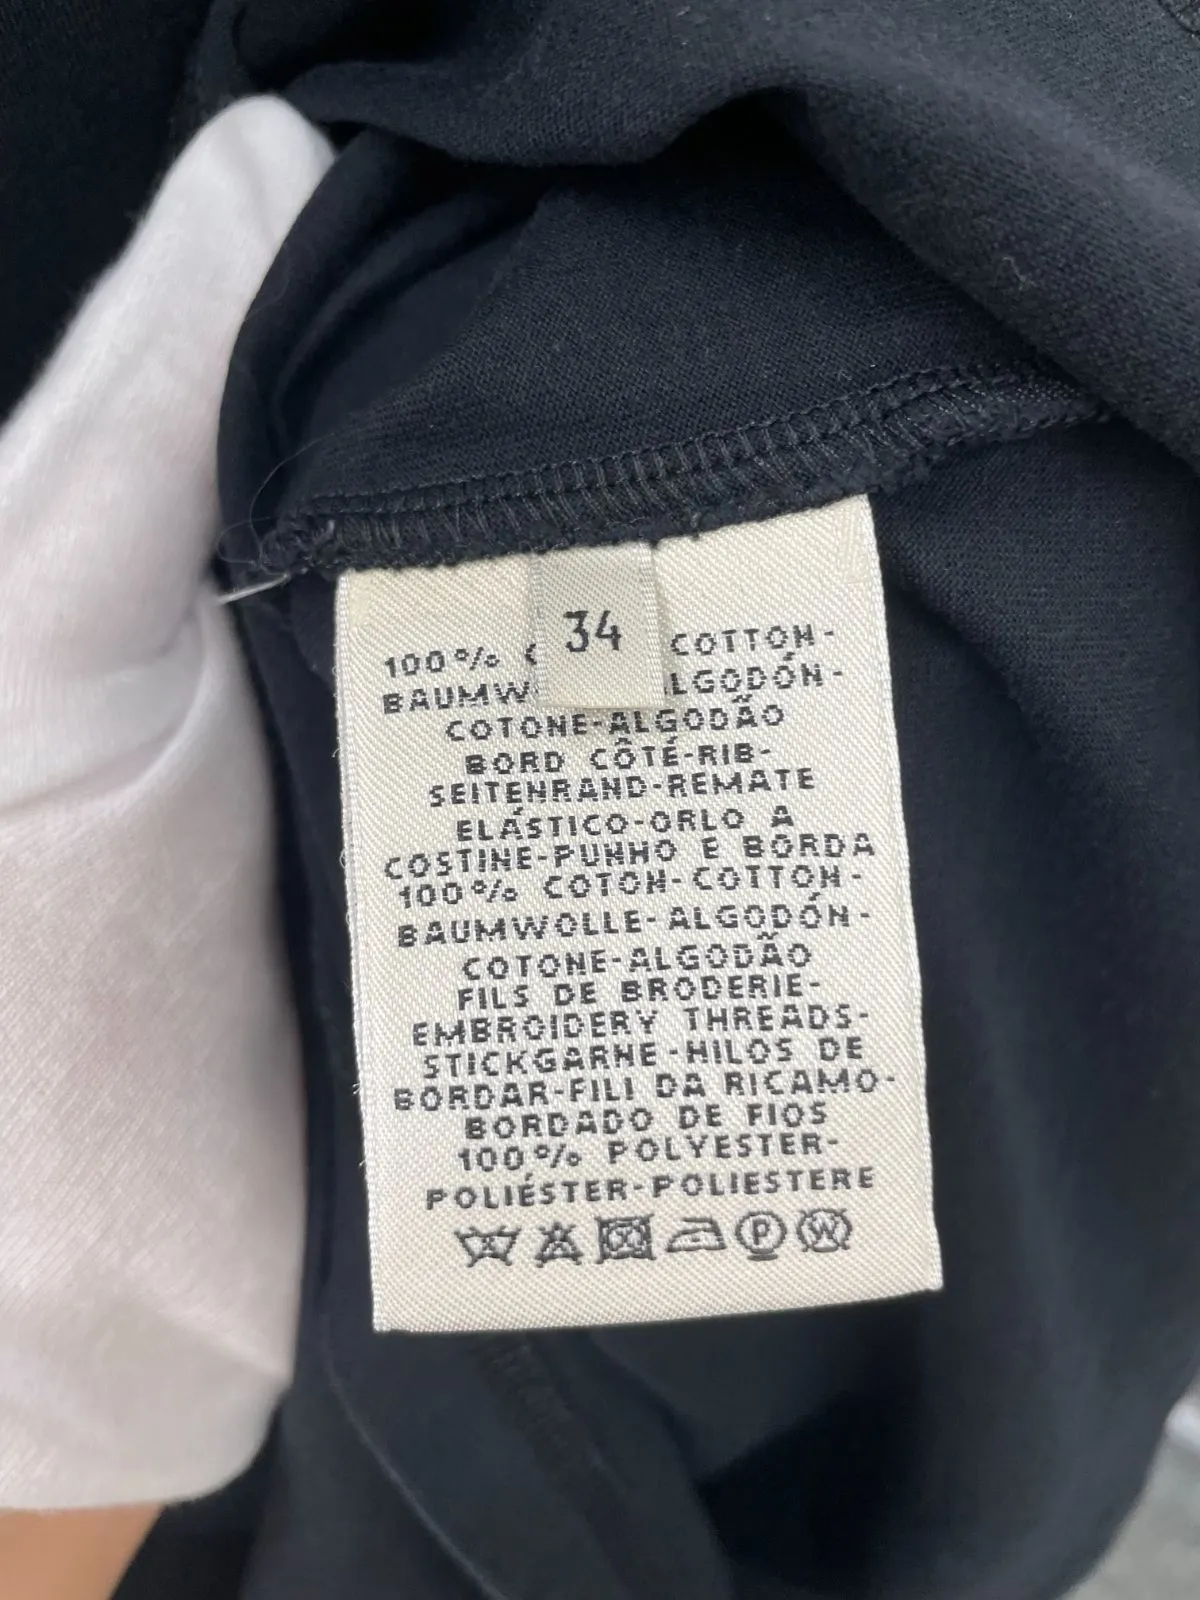 34
100% COTTON-
BAUMW LGODÓN-
COTONE-ALGODÃO
BORD CÔTÉ-RIB-
SEITENRAND-REMATE
ELÁSTICO-ORLO A
COSTINE-PUNHO E BORDA
100% COTON-COTTON-
BAUMWOLLE-ALGODÓN-
COTONE-ALGODÃO
FILS DE BRODERIE-
EMBROIDERY THREADS-
STICKGARNE-HILOS DE
BORDAR-FILI DA RICAMO-
BORDADO DE FIOS
100% POLYESTER-
POLIÉSTER-POLIESTERE
P W